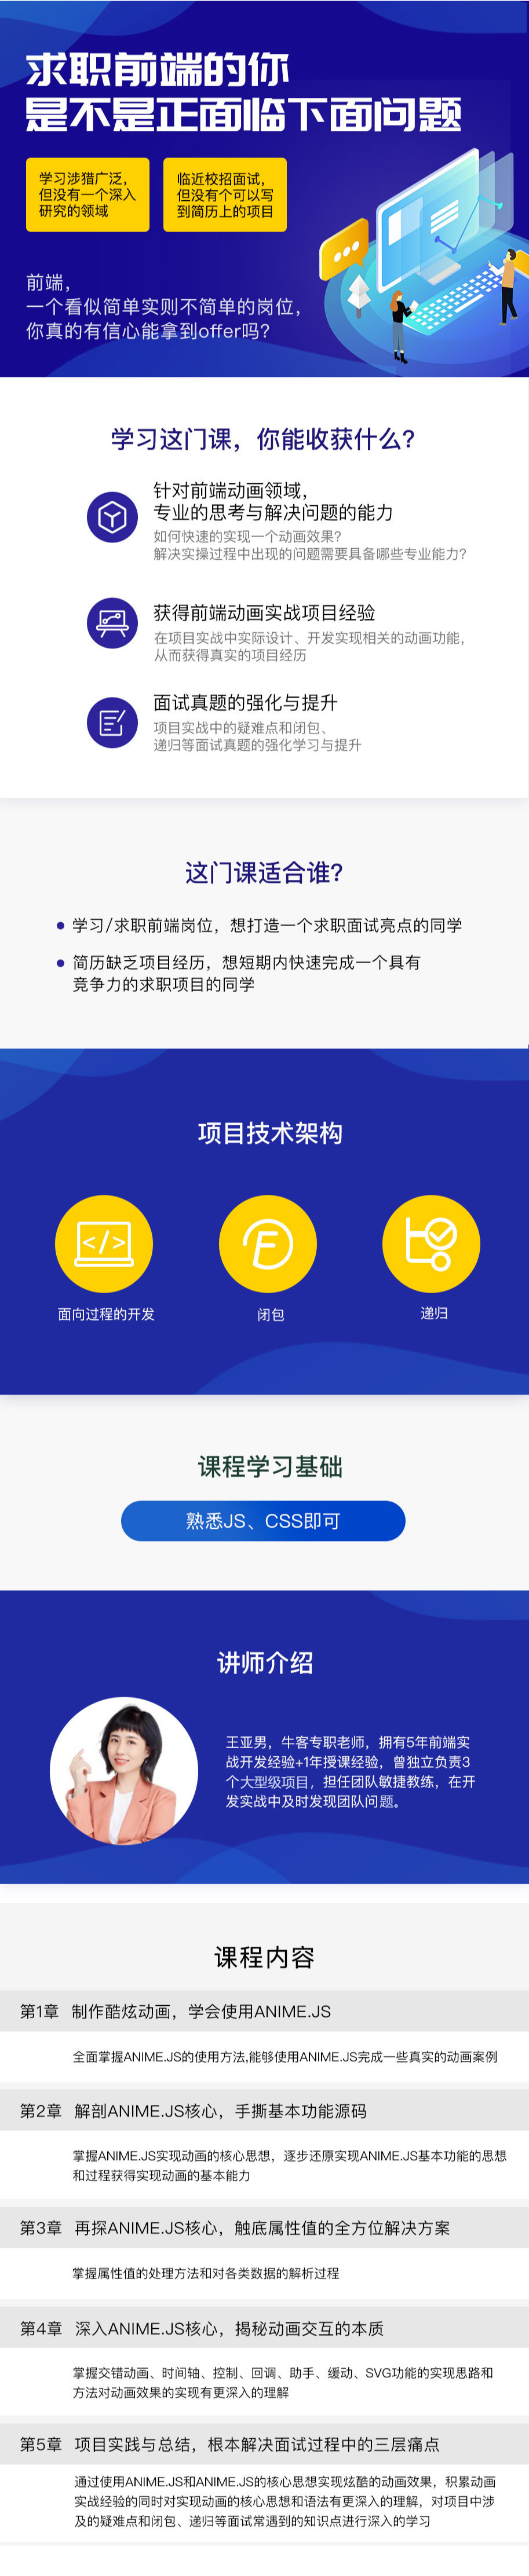 求职前端的你
是不是正面临下面问题
学习涉猎广泛，
但没有一个深入
研究的领域
临近校招面试，
但没有个可以写
到简历上的项目
前端，
一个看似简单实则不简单的岗位，
你真的有信心能拿到offer吗？
学习这门课，你能收获什么？
针对前端动画领域，
专业的思考与解决问题的能力
如何快速的实现一个动画效果？
解决实操过程中出现的问题需要具备哪些专业能力？
获得前端动画实战项目经验
在项目实战中实际设计、开发实现相关的动画功能，
从而获得真实的项目经历
面试真题的强化与提升
项目实战中的疑难点和闭包、
递归等面试真题的强化学习与提升
这门课适合谁？
学习/求职前端岗位，想打造一个求职面试亮点的同学
简历缺乏项目经历，想短期内快速完成一个具有
竞争力的求职项目的同学
项目技术架构
</>
面向过程的开发
闭包
递归
课程学习基础
熟悉JS、CSS即可
讲师介绍
王亚男，牛客专职老师，拥有5年前端实
战开发经验+1年授课经验，曾独立负责3
个大型级项目，担任团队敏捷教练，在开
发实战中及时发现团队问题。
课程内容
第1章 制作酷炫动画，学会使用ANIME.JS
全面掌握ANIME.JS的使用方法,能够使用ANIME.JS完成一些真实的动画案例
第2章 解剖ANIME.JS核心，手撕基本功能源码
掌握ANIME.JS实现动画的核心思想，逐步还原实现ANIME.JS基本功能的思想
和过程获得实现动画的基本能力
第3章 再探ANIME.JS核心，触底属性值的全方位解决方案
掌握属性值的处理方法和对各类数据的解析过程
第4章 深入ANIME.JS核心，揭秘动画交互的本质
掌握交错动画、时间轴、控制、回调、助手、缓动、SVG功能的实现思路和
方法对动画效果的实现有更深入的理解
第5章 项目实践与总结，根本解决面试过程中的三层痛点
通过使用ANIME.JS和ANIME.JS的核心思想实现炫酷的动画效果，积累动画
实战经验的同时对实现动画的核心思想和语法有更深入的理解，对项目中涉
及的疑难点和闭包、递归等面试常遇到的知识点进行深入的学习